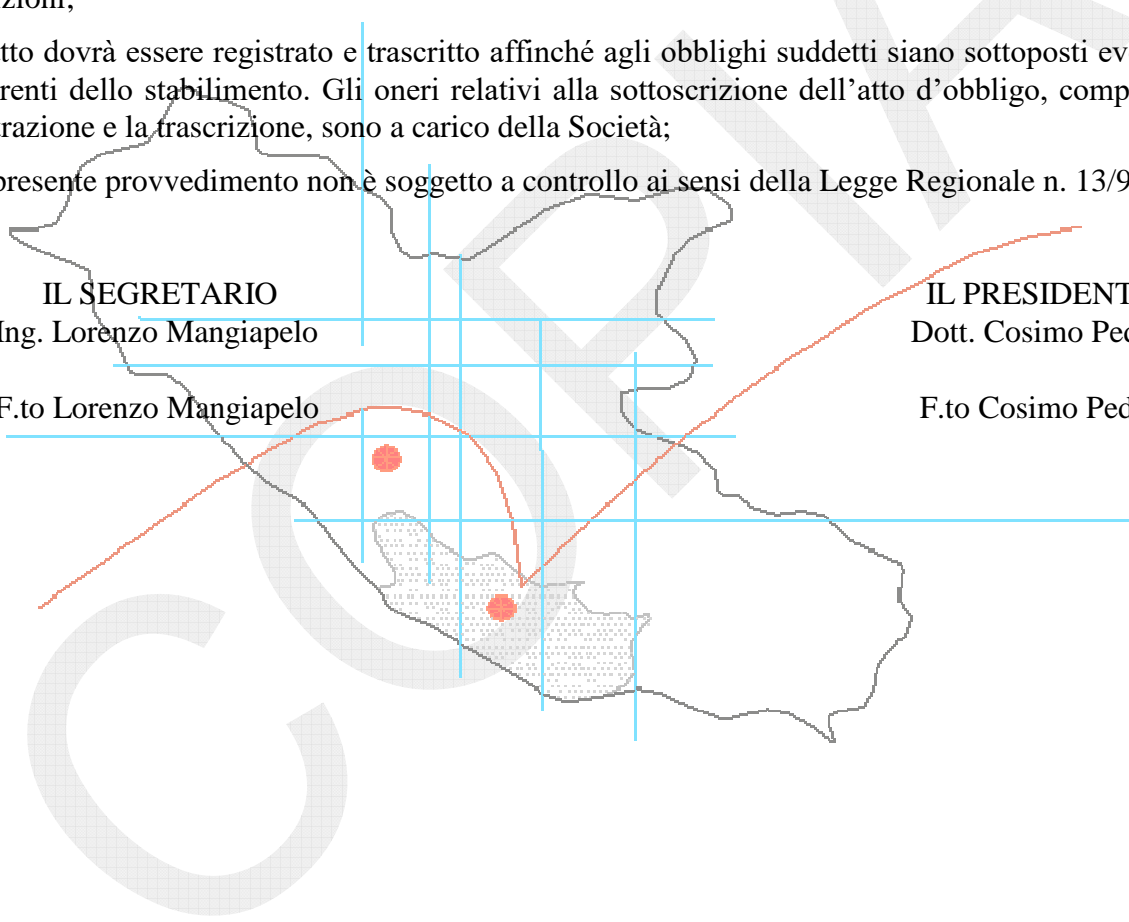 zioni;
tto dovrà essere registrato e trascritto affinché agli obblighi suddetti siano sottoposti ev
renti dello stabilimento. Gli oneri relativi alla sottoscrizione dell’atto d’obbligo, comp
trazione e la trascrizione, sono a carico della Società;
presente provvedimento non è soggetto a controllo ai sensi della Legge Regionale n. 13/9
IL SEGRETARIO
Ing. Lorenzo Mangiapelo
F.to Lorenzo Mangiapelo
IL PRESIDENT
Dott. Cosimo Ped
F.to Cosimo Ped
COPIA